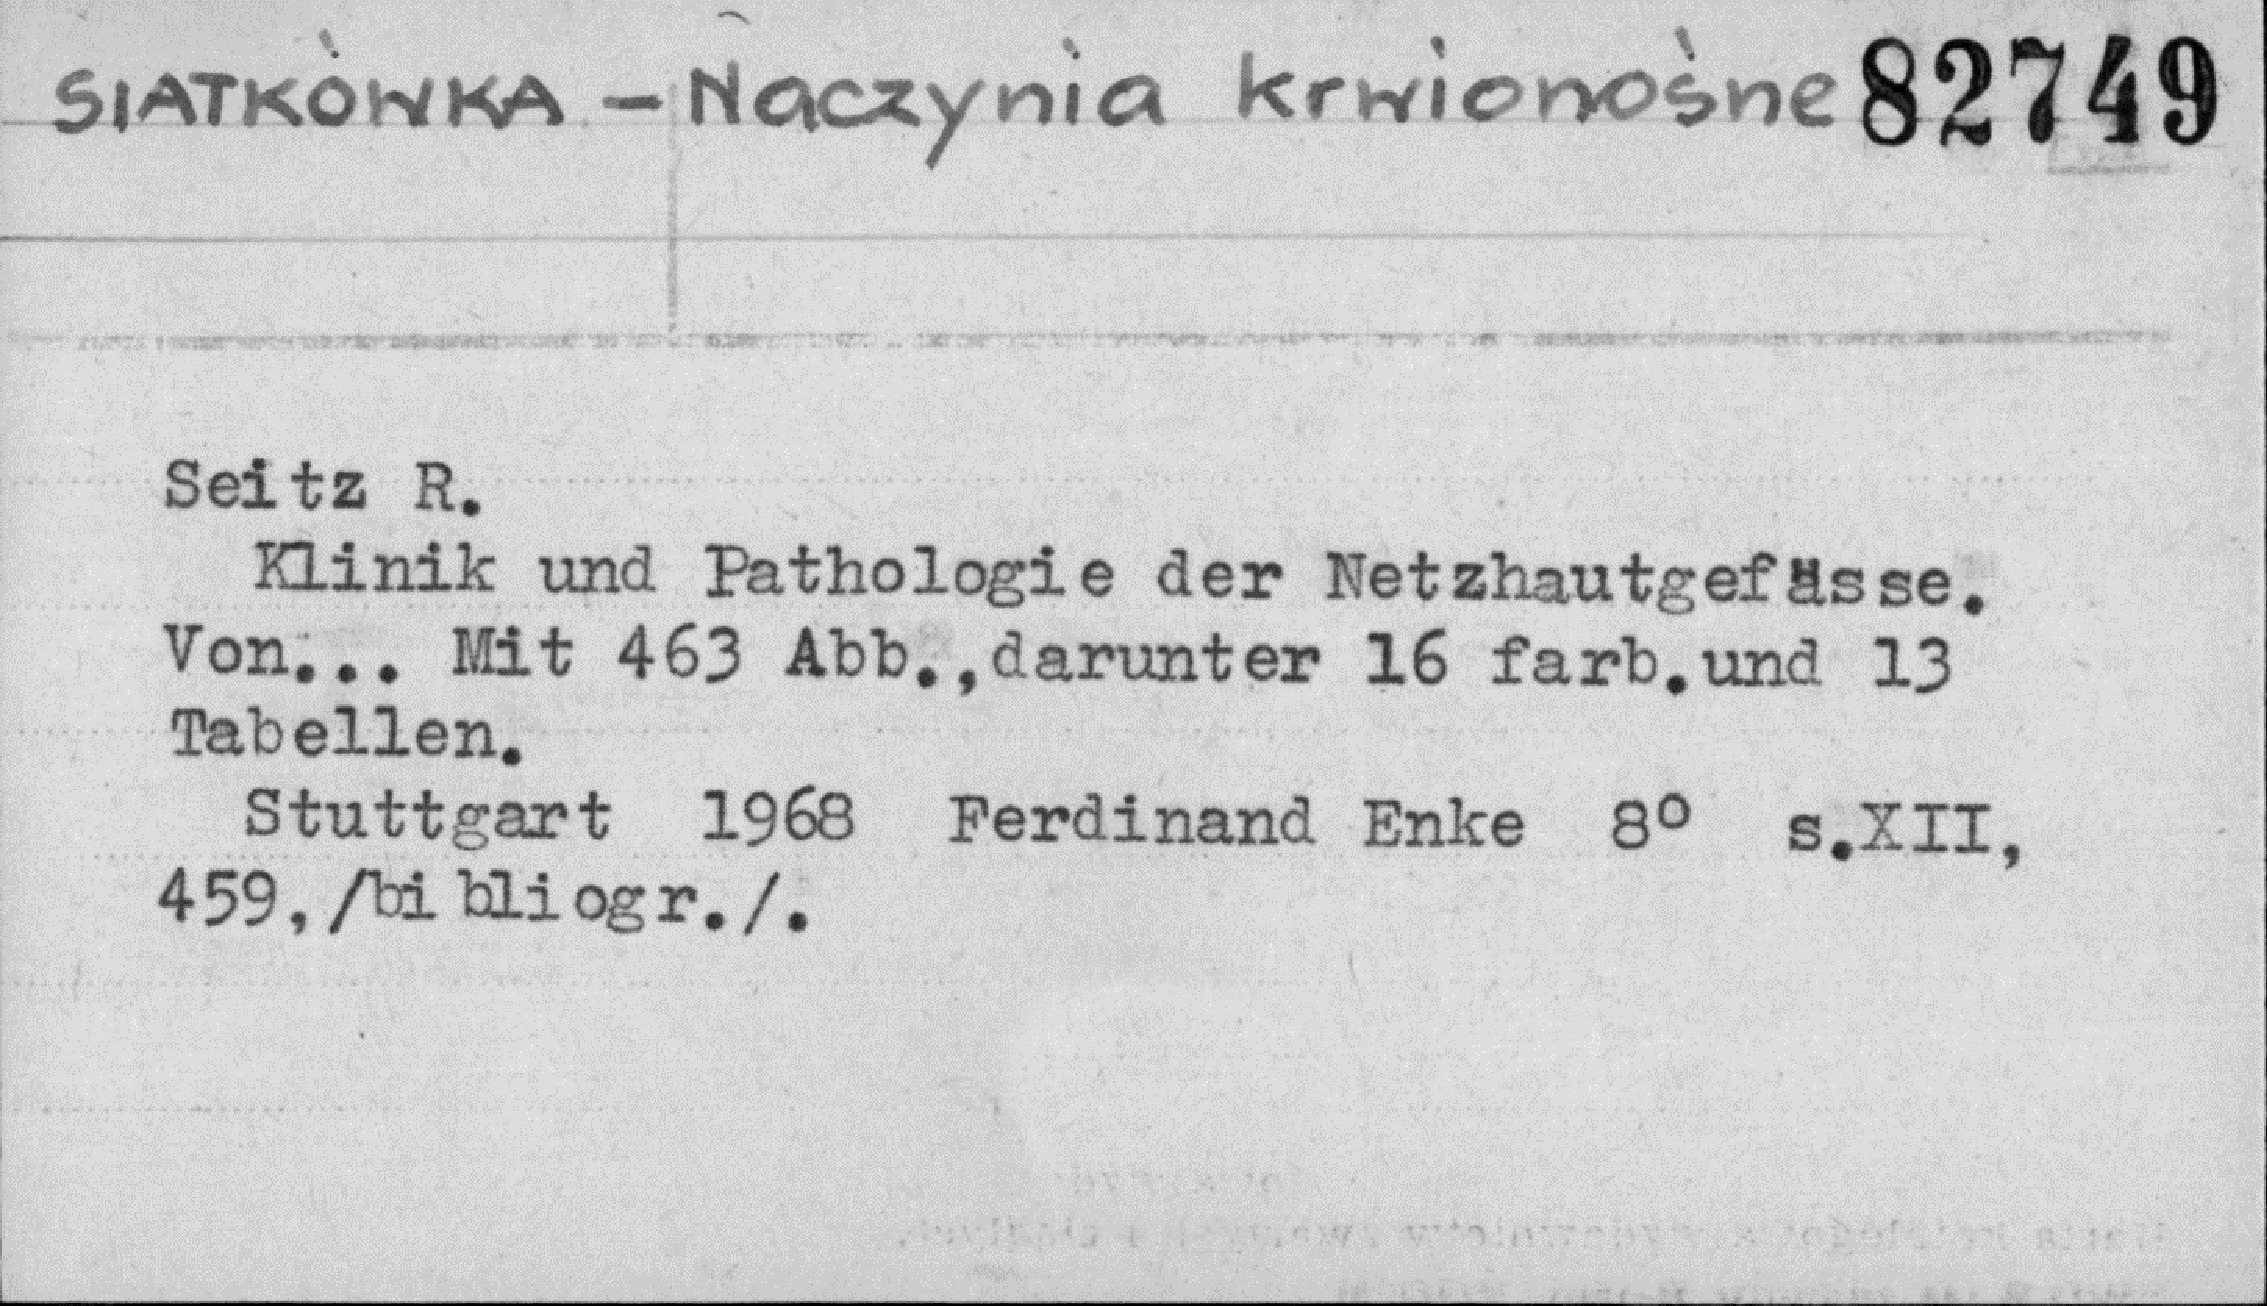 SIATKÓWKA - Naczynia krwionośne 82749
Seitz R.
Klinik und Pathologie der Netzhautgefässe.
Von... Mit 463 Abb.,darunter 16 farb.und 13
Tabellen.
Stuttgart 1968 Ferdinand Enke 8° s.XII,
459,/bibliogr./.